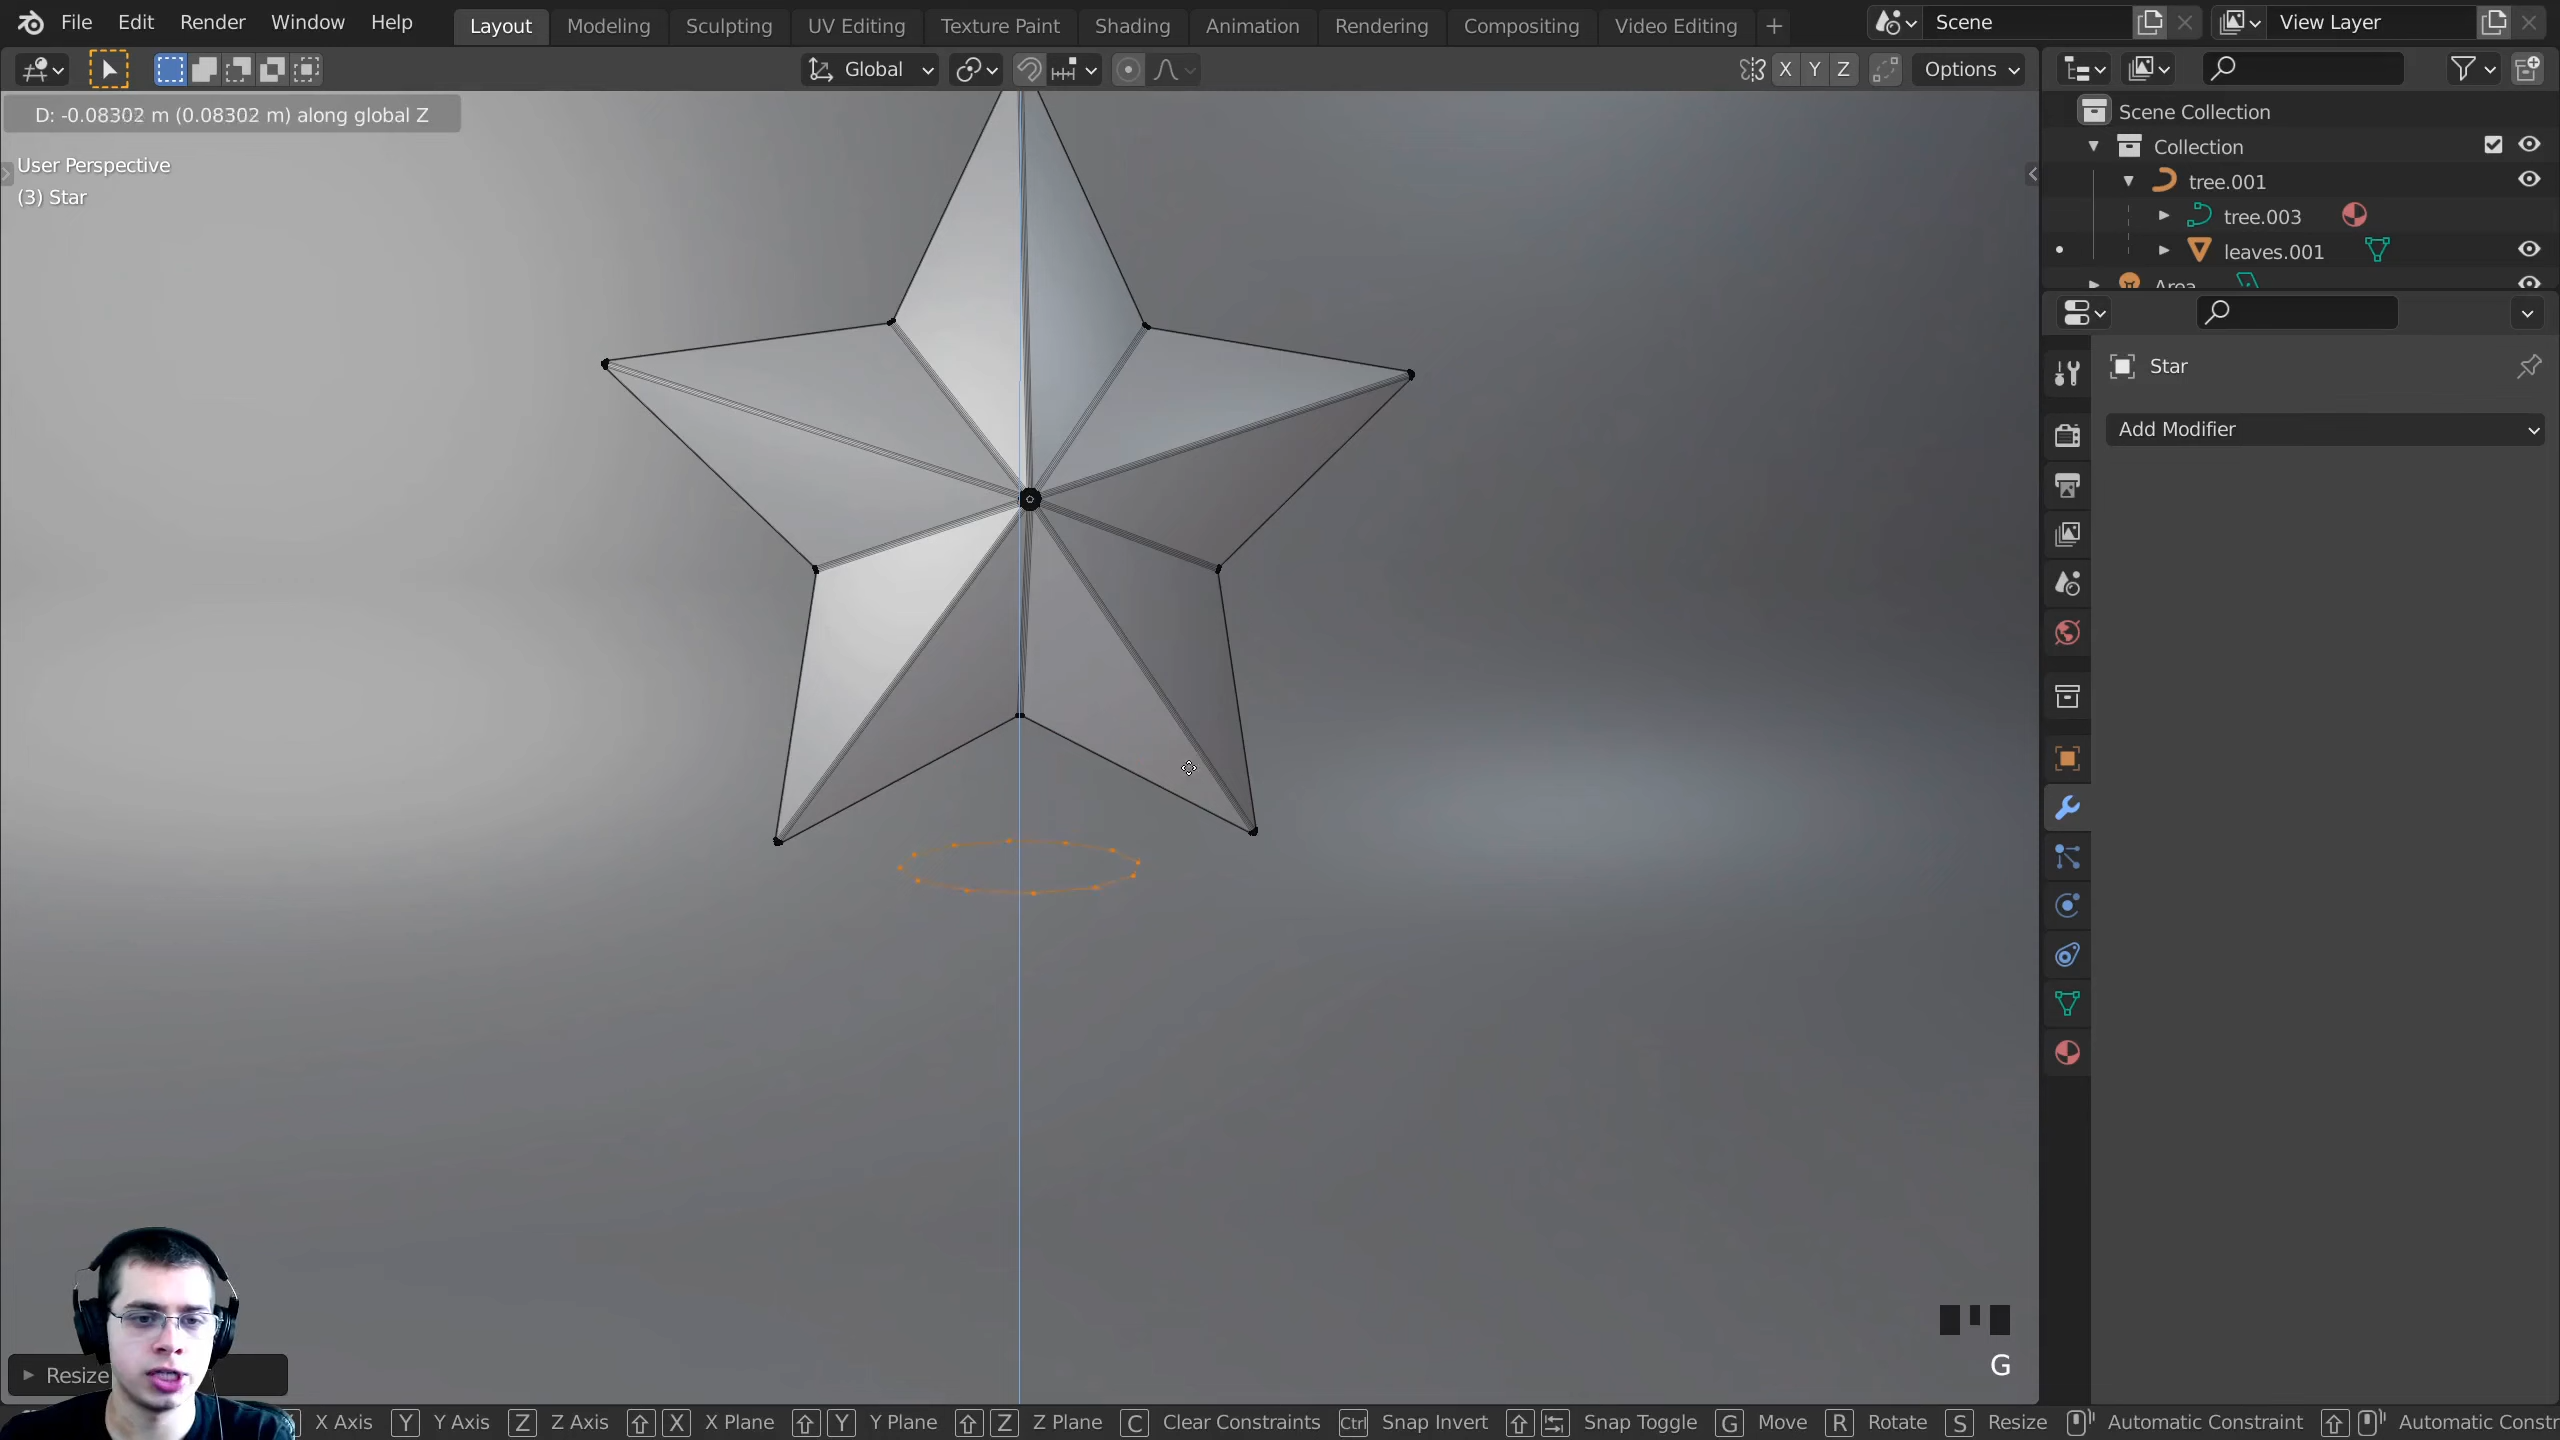 File Edit Render Window Help Layout Modeling Sculpting UV Editing Texture Paint Shading Animation Rendering Compositing Video Editing + Scene View Layer
Global X Y Z Options
D: -0.08302 m (0.08302 m) along global Z
Scene Collection
Collection
User Perspective
tree.001
(3) Star
tree.003
leaves.001
Area
Star
Add Modifier
G
Resize
X Axis Y Y Axis Z Z Axis X X Plane Y Y Plane Z Z Plane C Clear Constraints Ctrl Snap Invert Snap Toggle G Move R Rotate S Resize Automatic Constraint Automatic Constr